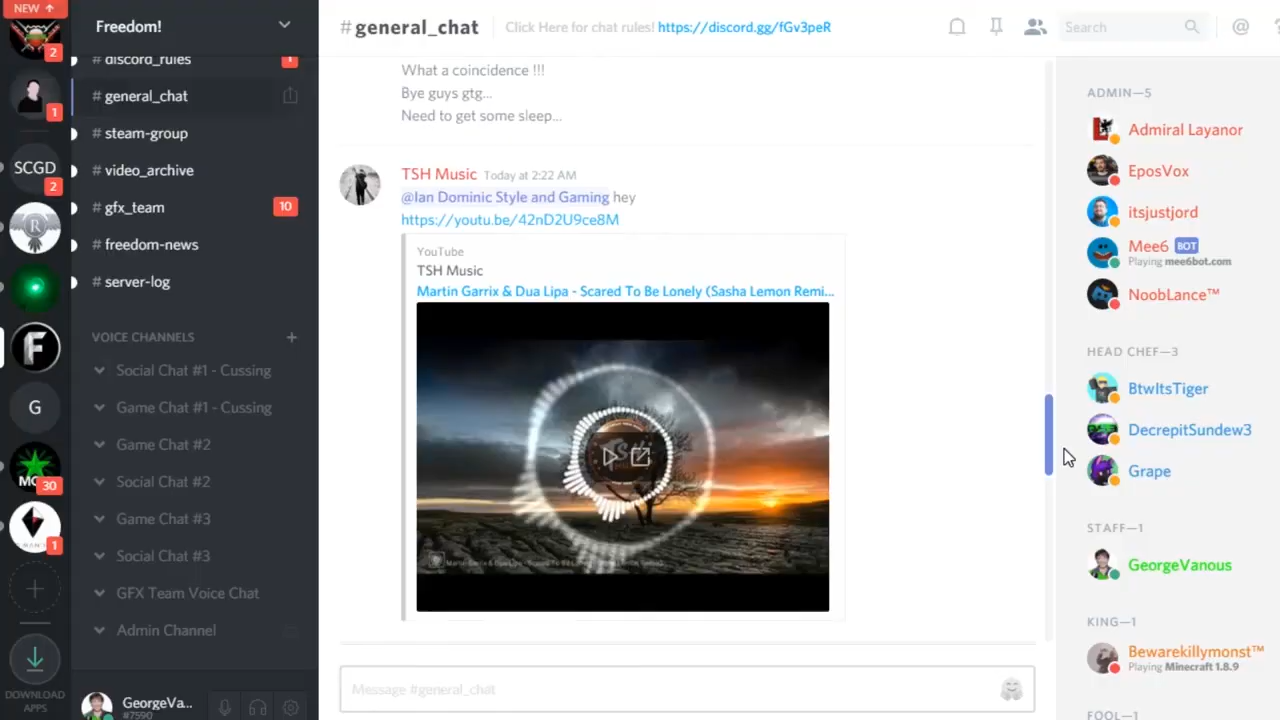 NEW
2
1
SCGD
2
R
F
G
30
1
DOWNLOAD
APPS
Freedom!
# discord_rules
1
# general_chat
# steam-group
# video_archive
# gfx_team
10
# freedom-news
# server-log
VOICE CHANNELS
Social Chat #1 - Cussing
Game Chat #1 - Cussing
Game Chat #2
Social Chat #2
Game Chat #3
Social Chat #3
GFX Team Voice Chat
Admin Channel
GeorgeVa...
#7590
#general_chat
Click Here for chat rules! https://discord.gg/fGv3peR
Search
What a coincidence !!!
Bye guys gtg...
Need to get some sleep...
TSH Music Today at 2:22 AM
@Ian Dominic Style and Gaming hey
https://youtu.be/42nD2U9ce8M
YouTube
TSH Music
Martin Garrix & Dua Lipa - Scared To Be Lonely (Sasha Lemon Remi...
Message #general_chat
ADMIN—5
Admiral Layanor
EposVox
itsjustjord
Mee6 BOT
Playing mee6bot.com
NoobLance™
HEAD CHEF—3
BtwItsTiger
DecrepitSundew3
Grape
STAFF—1
GeorgeVanous
KING—1
Bewarekillymonst™
Playing Minecraft 1.8.9
FOOL—1